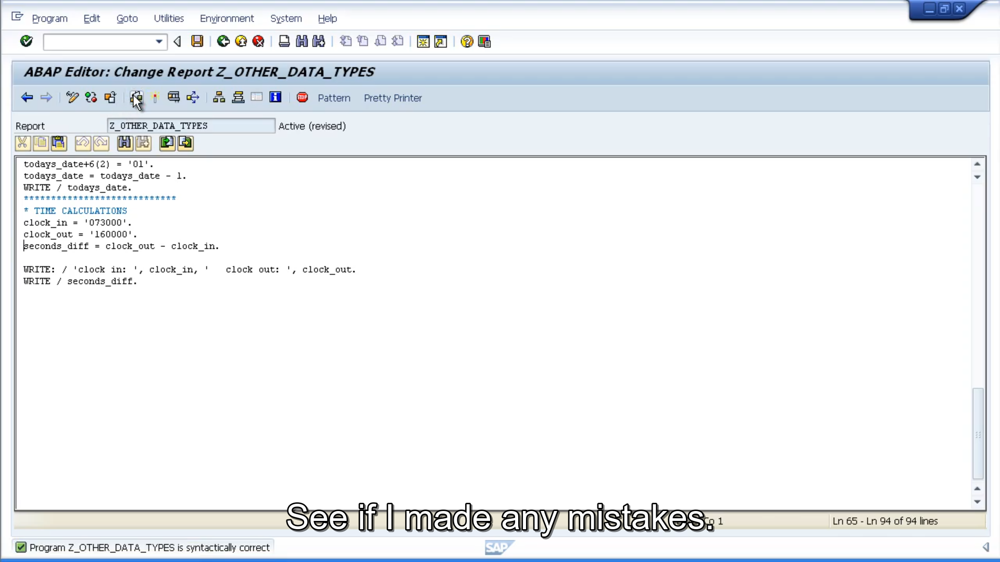 Program Edit Goto Utilities Environment System Help
ABAP Editor: Change Report Z_OTHER_DATA_TYPES
STOP Pattern Pretty Printer
Report Z_OTHER_DATA_TYPES Active (revised)
todays_date+6(2) = '01'.
todays_date = todays_date - 1.
WRITE / todays_date.
****************************
* TIME CALCULATIONS
clock_in = '073000'.
clock_out = '160000'.
seconds_diff = clock_out - clock_in.
WRITE: / 'clock in: ', clock_in, '   clock out: ', clock_out.
WRITE / seconds_diff.
See if I made any mistakes.
Co 1 Ln 65 - Ln 94 of 94 lines
Program Z_OTHER_DATA_TYPES is syntactically correct SAP